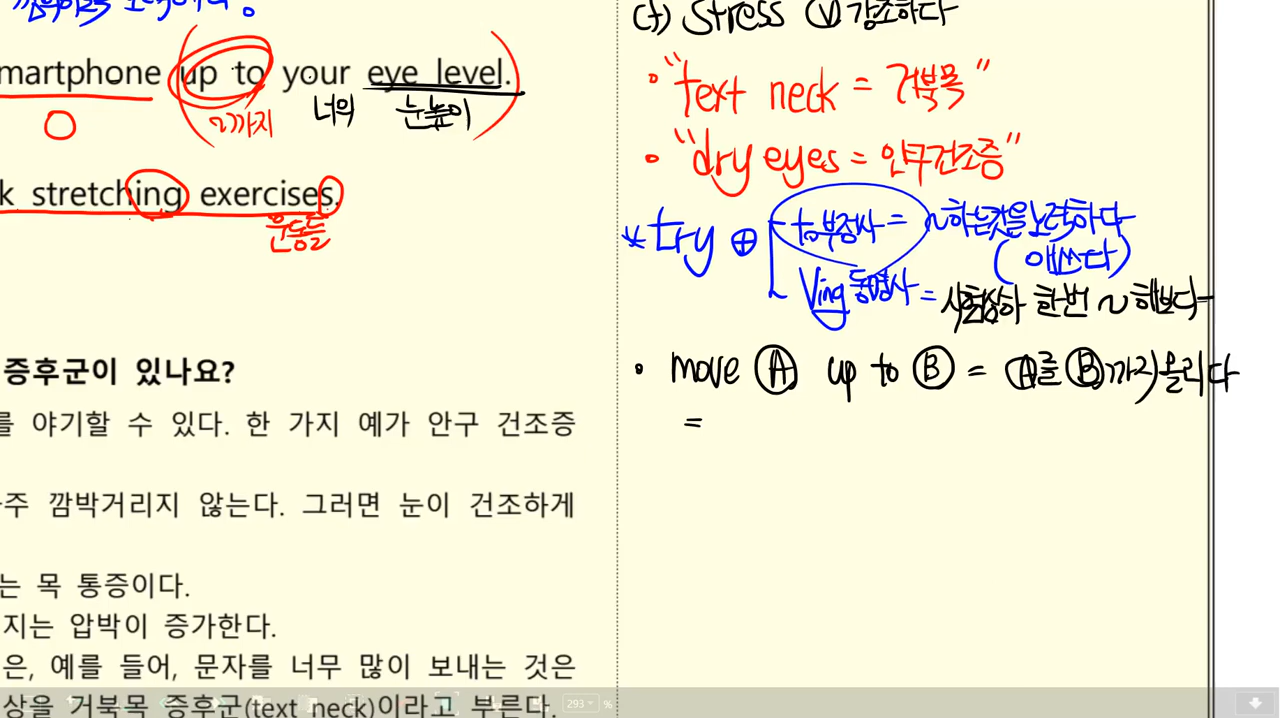 martphone up to your eye level.
~까지 너의 눈높이
k stretching exercises.
운동들
증후군이 있나요?
를 야기할 수 있다. 한 가지 예가 안구 건조증
주 깜박거리지 않는다. 그러면 눈이 건조하게
는 목 통증이다.
지는 압박이 증가한다.
은, 예를 들어, 문자를 너무 많이 보내는 것은
상을 거북목 증후군(text neck)이라고 부른다.
(t) Stress ⓥ 강조하다
• "text neck = 거북목"
• "dry eyes = 안구건조증"
*try ⊕ to부정사 = ~하는것을 노력하다
(애쓰다)
Ving 동명사 = 시험삼아 한번 ~해보다
• move Ⓐ up to Ⓑ = Ⓐ를 Ⓑ까지 올리다
=
293 %